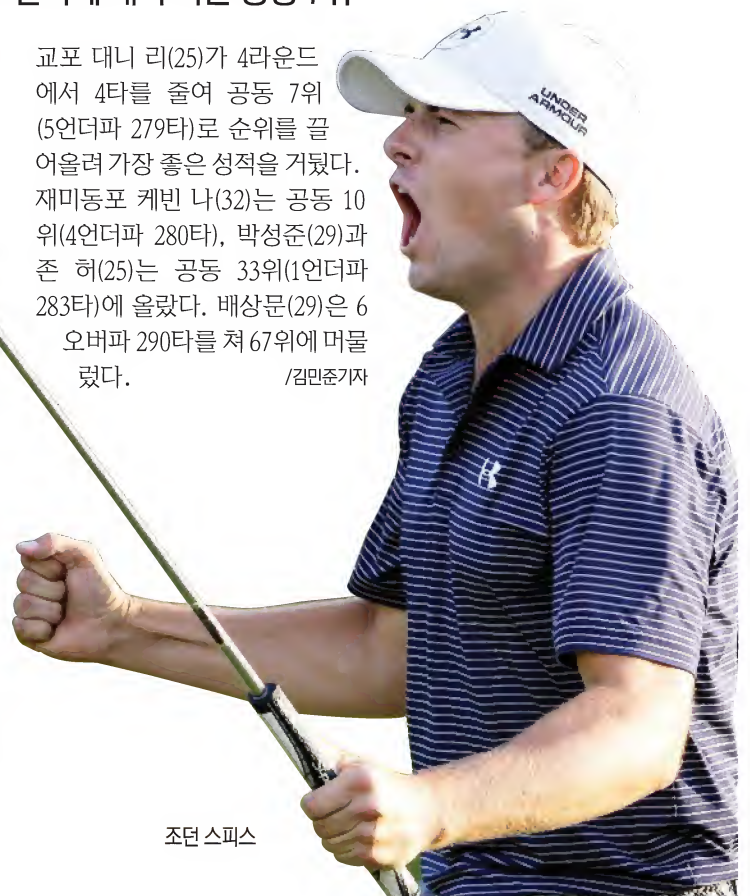 교포 대니 리(25)가 4라운드
에서 4타를 줄여 공동 7위
(5언더파 279타)로 순위를 끌
어올려 가장 좋은 성적을 거뒀다.
재미동포 케빈 나(32)는 공동 10
위(4언더파 280타), 박성준(29)과
존 허(25)는 공동 33위(1언더파
283타)에 올랐다. 배상문(29)은 6
오버파 290타를 쳐 67위에 머물
렀다.
/김민준기자
UNDER
ARMOUR
조던 스피스